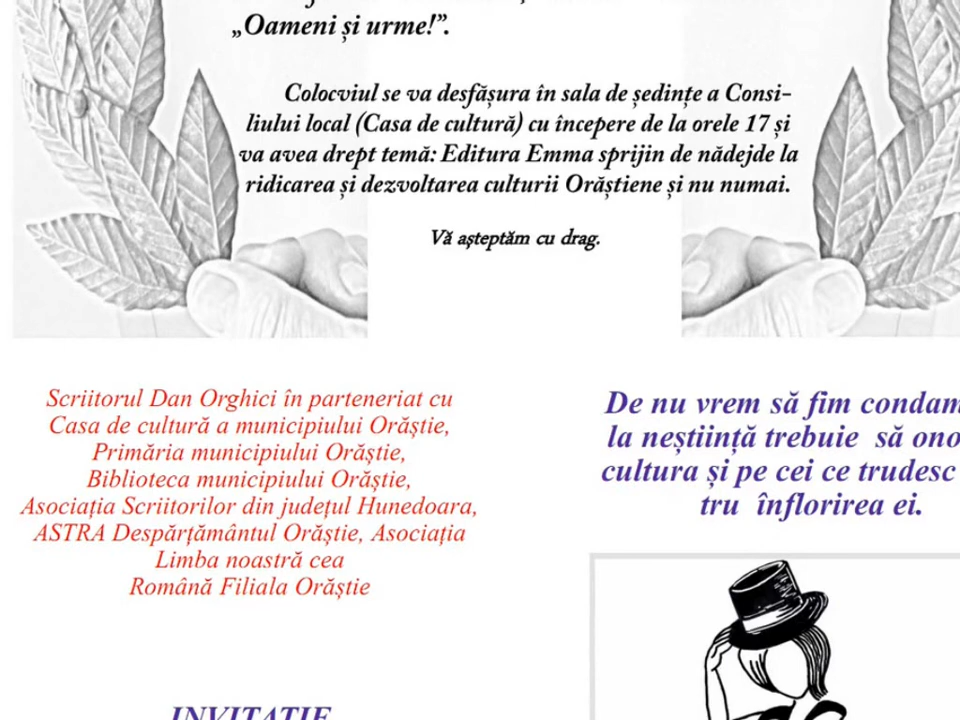 „Oameni și urme!”.
Colocviul se va desfășura în sala de ședințe a Consi-
liului local (Casa de cultură) cu începere de la orele 17 și
va avea drept temă: Editura Emma sprijin de nădejde la
ridicarea și dezvoltarea culturii Orăștiene și nu numai.
Vă așteptăm cu drag.
Scriitorul Dan Orghici în parteneriat cu
Casa de cultură a municipiului Orăștie,
Primăria municipiului Orăștie,
Biblioteca municipiului Orăștie,
Asociația Scriitorilor din județul Hunedoara,
ASTRA Despărțământul Orăștie, Asociația
Limba noastră cea
Română Filiala Orăștie
De nu vrem să fim condam
la neștiință trebuie să ono
cultura și pe cei ce trudesc
tru înflorirea ei.
INVITAȚIE